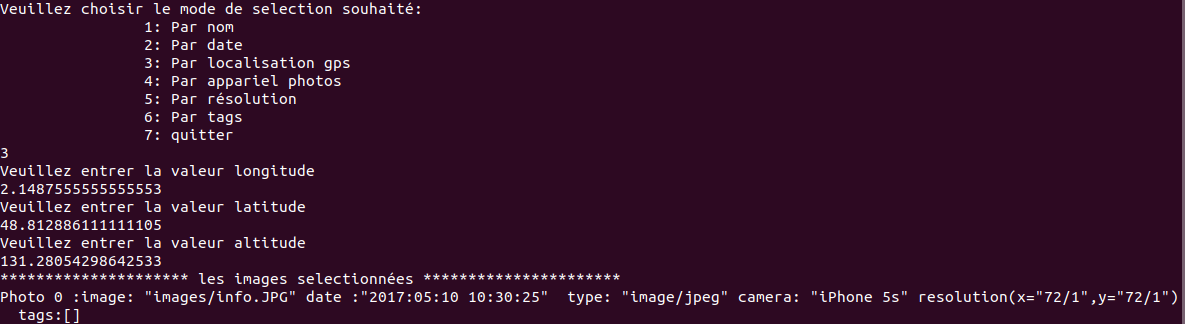 Veuillez choisir le mode de selection souhaité:
1: Par nom
2: Par date
3: Par localisation gps
4: Par appariel photos
5: Par résolution
6: Par tags
7: quitter
3
Veuillez entrer la valeur longitude
2.1487555555555553
Veuillez entrer la valeur latitude
48.812886111111105
Veuillez entrer la valeur altitude
131.28054298642533
********************* les images selectionnées **********************
Photo 0 :image: "images/info.JPG" date :"2017:05:10 10:30:25"  type: "image/jpeg" camera: "iPhone 5s" resolution(x="72/1",y="72/1")
tags:[]